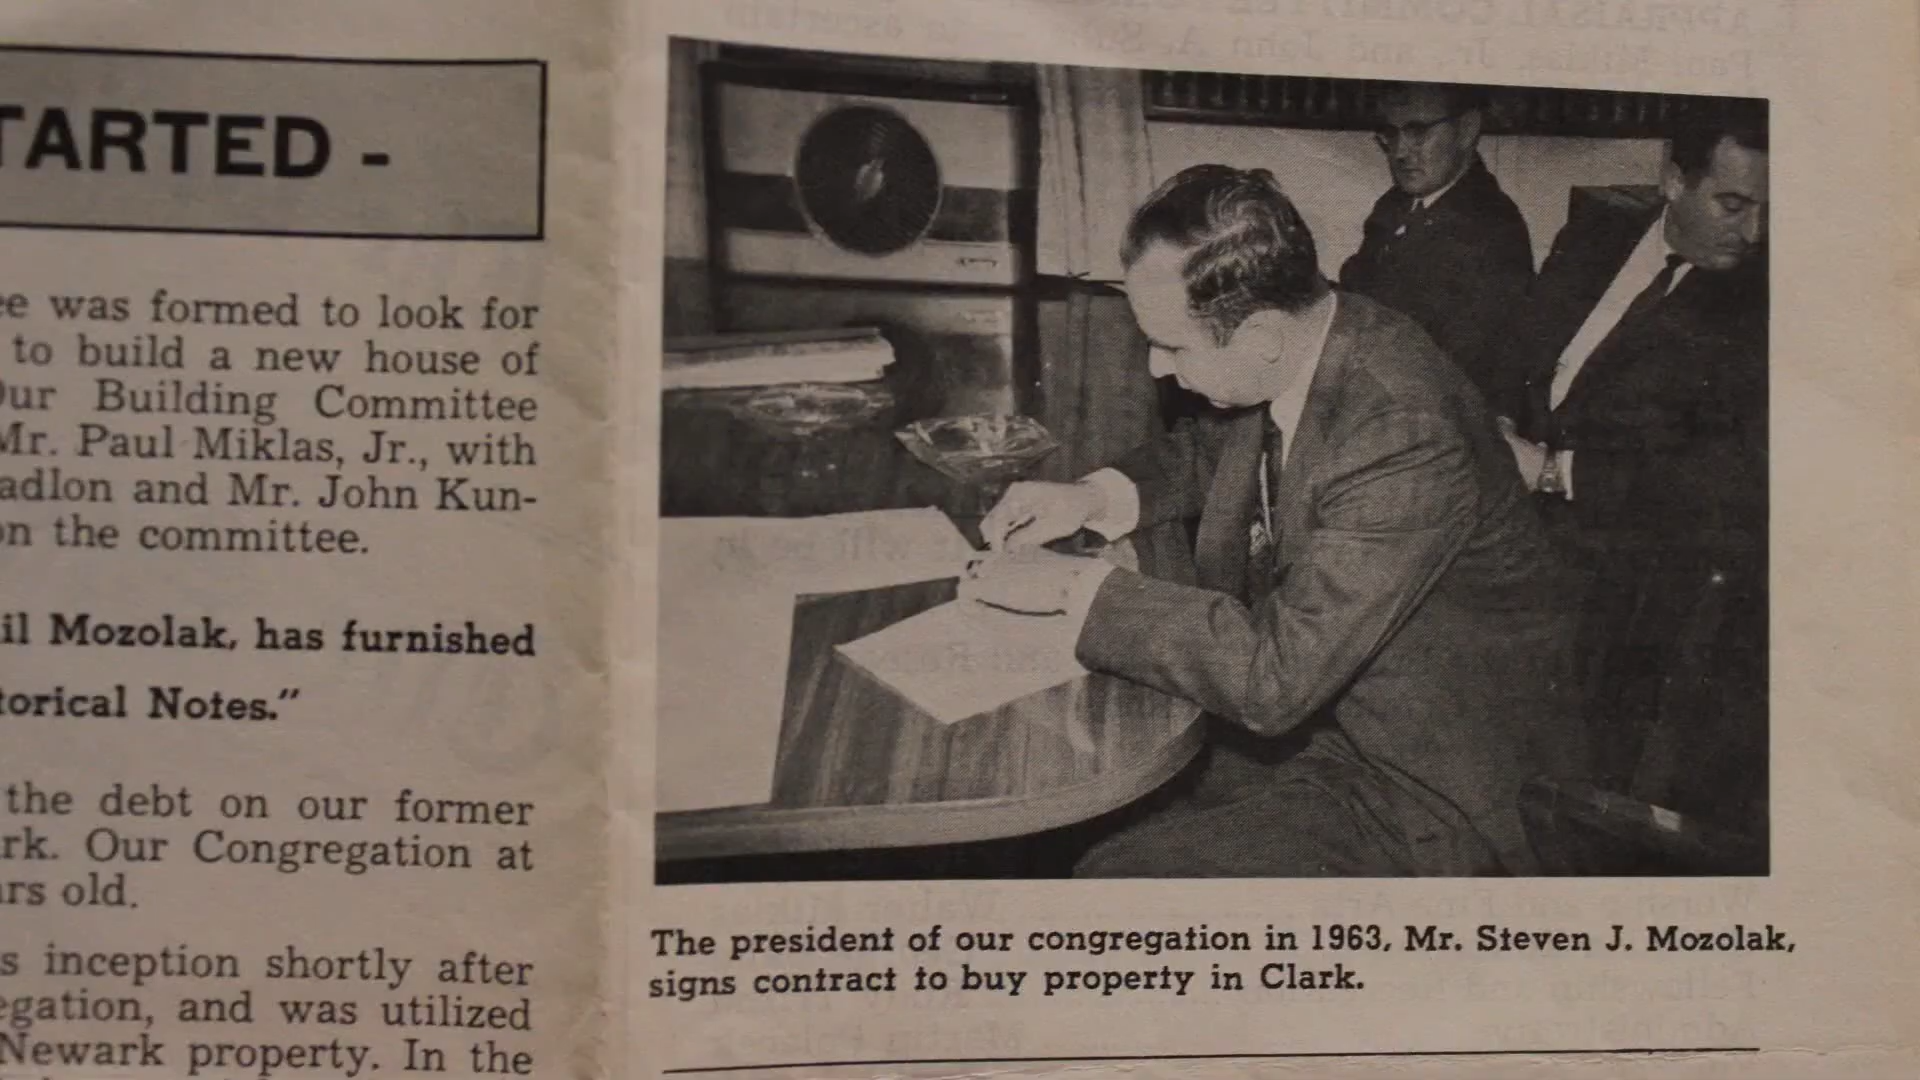 TARTED -
ee was formed to look for
to build a new house of
Our Building Committee
Mr. Paul Miklas, Jr., with
adlon and Mr. John Kun-
on the committee.
il Mozolak, has furnished
torical Notes."
the debt on our former
rk. Our Congregation at
ars old.
s inception shortly after
egation, and was utilized
Newark property. In the
The president of our congregation in 1963, Mr. Steven J. Mozolak,
signs contract to buy property in Clark.